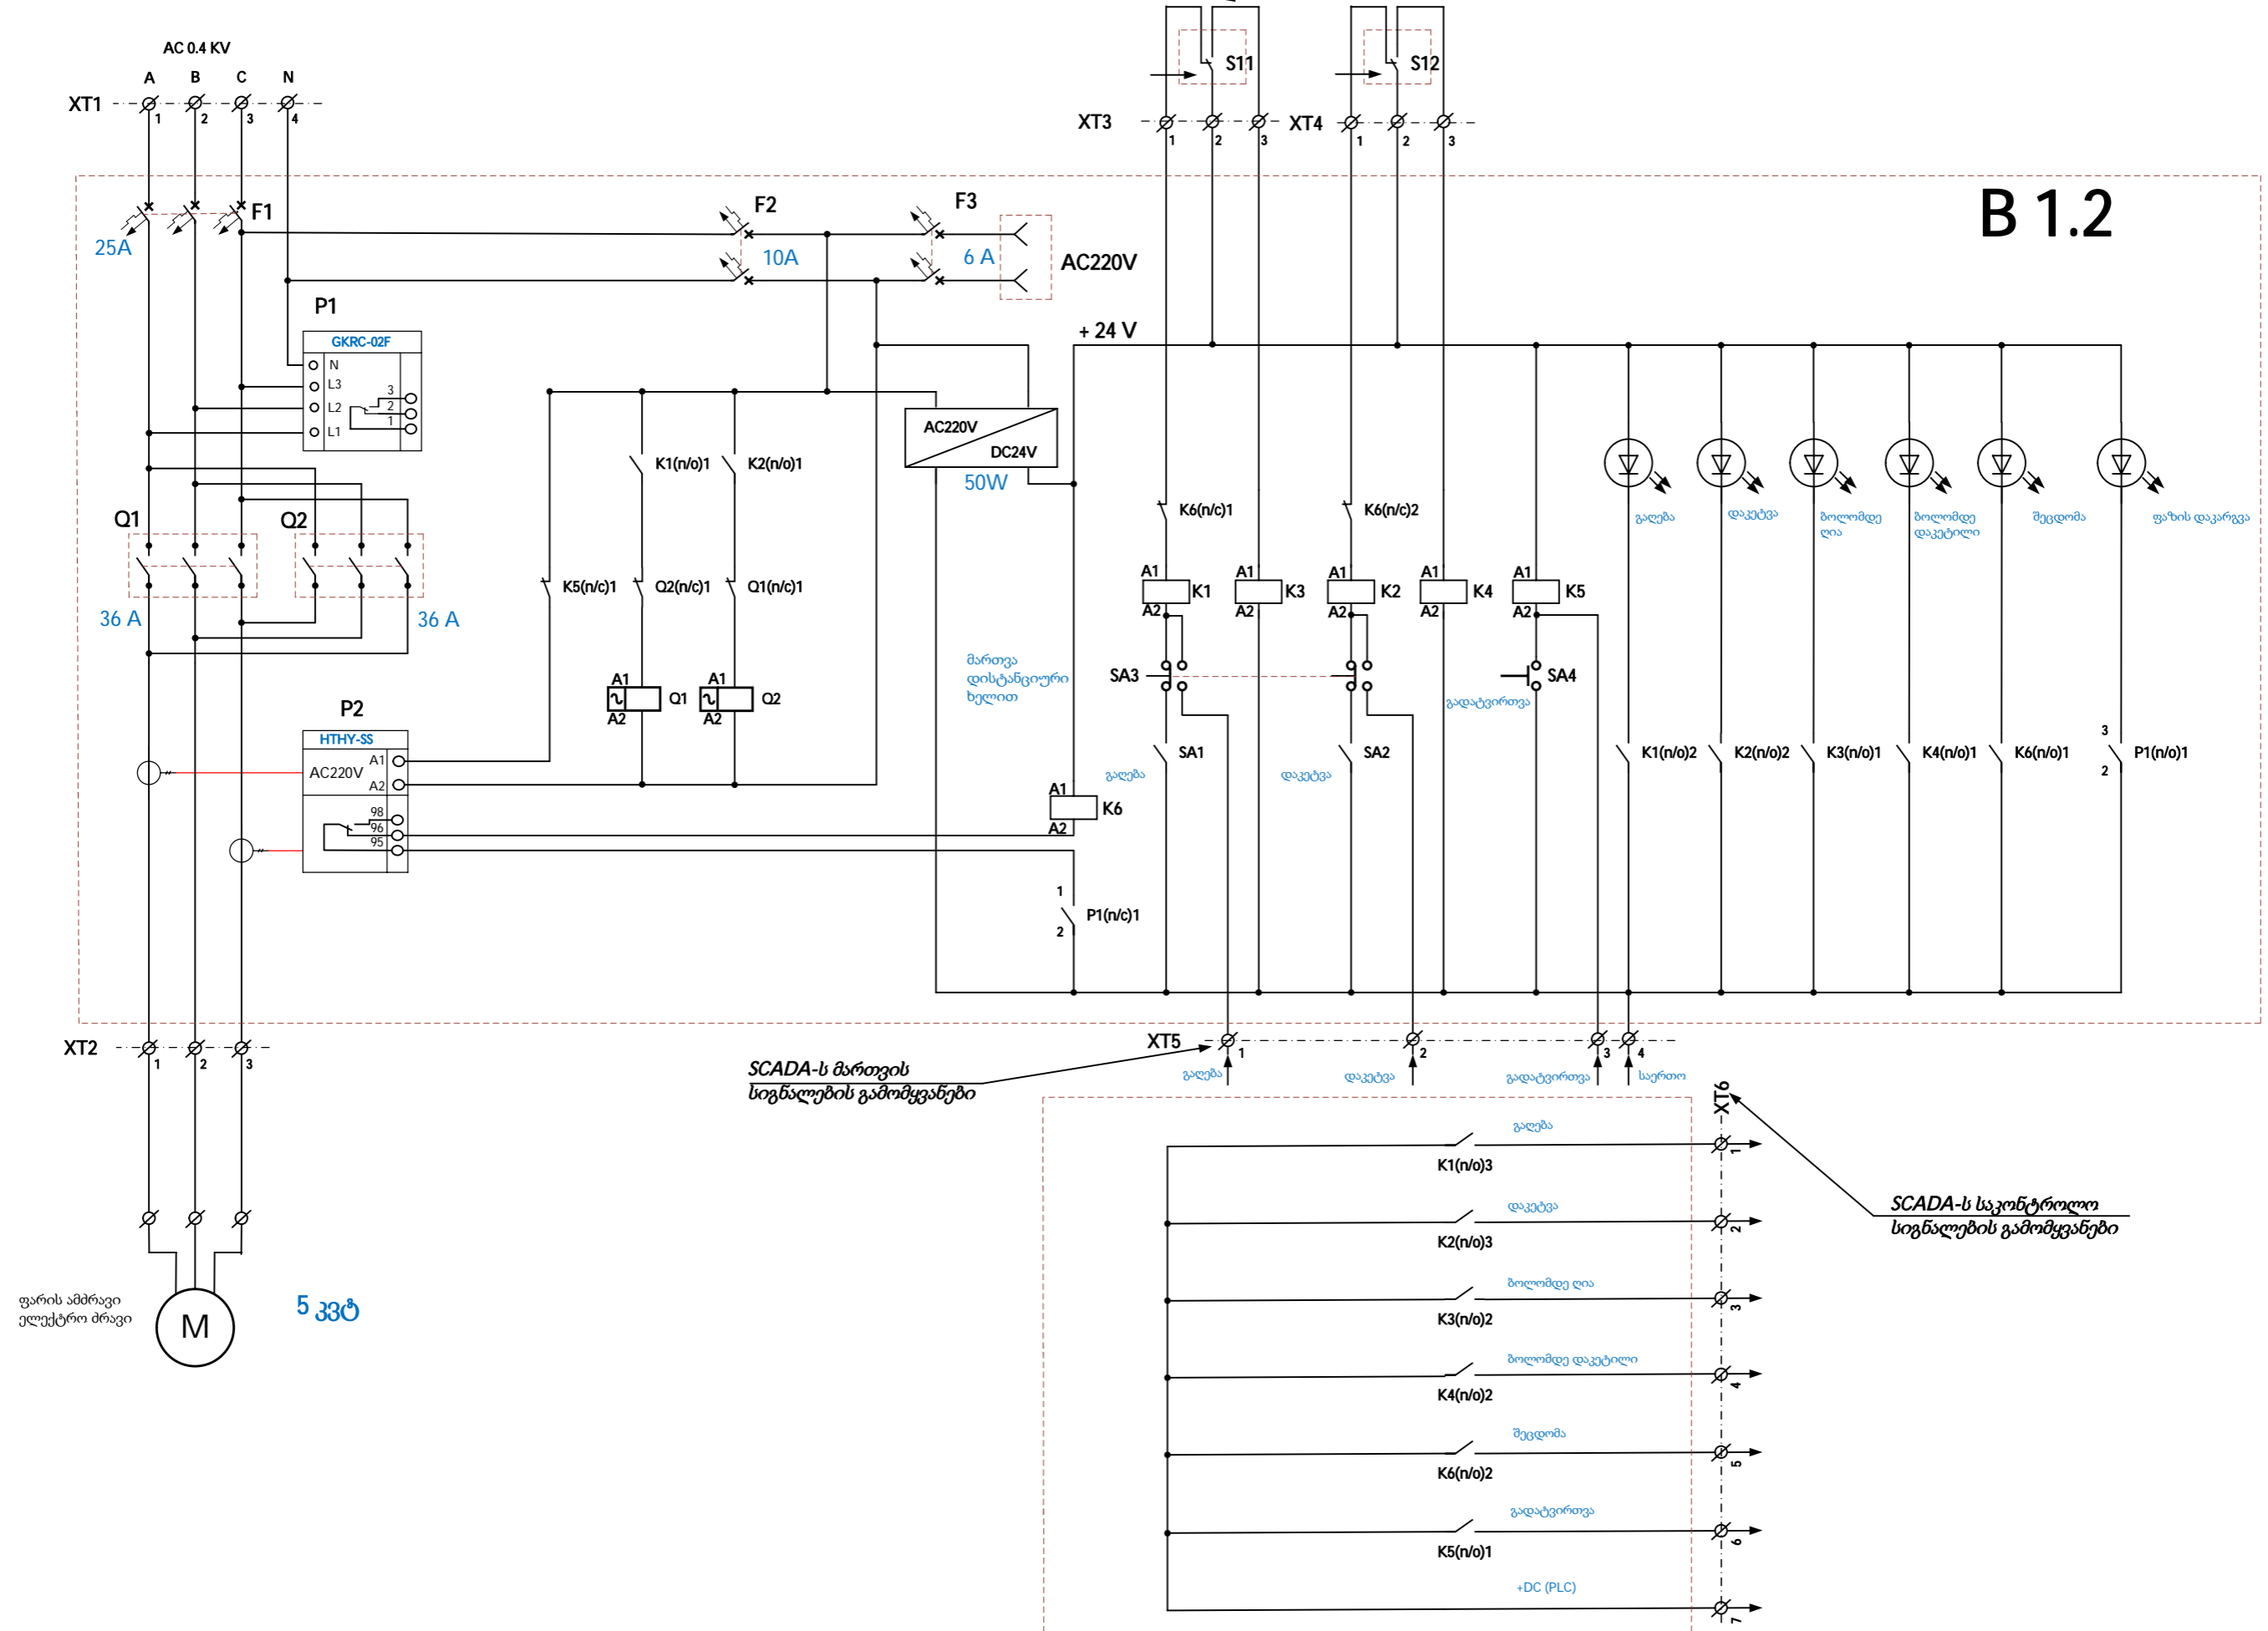 AC 0.4 KV
A B C N
XT1
1 2 3 4
S11
S12
XT3
1 2 3
XT4
1 2 3
B 1.2
F1
25A
F2
10A
F3
6 A
AC220V
P1
GKRC-02F
N
L3
L2
L1
3
2
1
+ 24 V
AC220V
DC24V
50W
K1(n/o)1
K2(n/o)1
K5(n/c)1
Q2(n/c)1
Q1(n/c)1
Q1
Q2
36 A
36 A
A1
Q1
A2
A1
Q2
A2
P2
HTHY-SS
AC220V
A1
A2
98
96
95
K6(n/c)1
K6(n/c)2
A1
K1
A2
A1
K3
A2
A1
K2
A2
A1
K4
A2
A1
K5
A2
გაღება
დაკეტვა
ბოლომდე
ღია
ბოლომდე
დაკეტილი
შეცდომა
ფაზის დაკარგვა
მართვა
დისტანციური
ხელით
SA3
SA4
გადატვირთვა
SA1
გაღება
SA2
დაკეტვა
K1(n/o)2
K2(n/o)2
K3(n/o)1
K4(n/o)1
K6(n/o)1
3
P1(n/o)1
2
A1
K6
A2
1
P1(n/c)1
2
XT2
1 2 3
XT5
1 2 3 4
გაღება
დაკეტვა
გადატვირთვა
საერთო
SCADA-ს მართვის
სიგნალების გამომყვანები
XT6
გაღება
K1(n/o)3
1
დაკეტვა
K2(n/o)3
2
ბოლომდე ღია
K3(n/o)2
3
ბოლომდე დაკეტილი
K4(n/o)2
4
შეცდომა
K6(n/o)2
5
გადატვირთვა
K5(n/o)1
6
+DC (PLC)
7
SCADA-ს საკონტროლო
სიგნალების გამომყვანები
ფარის ამძრავი
ელექტრო ძრავი
M
5 კვტ